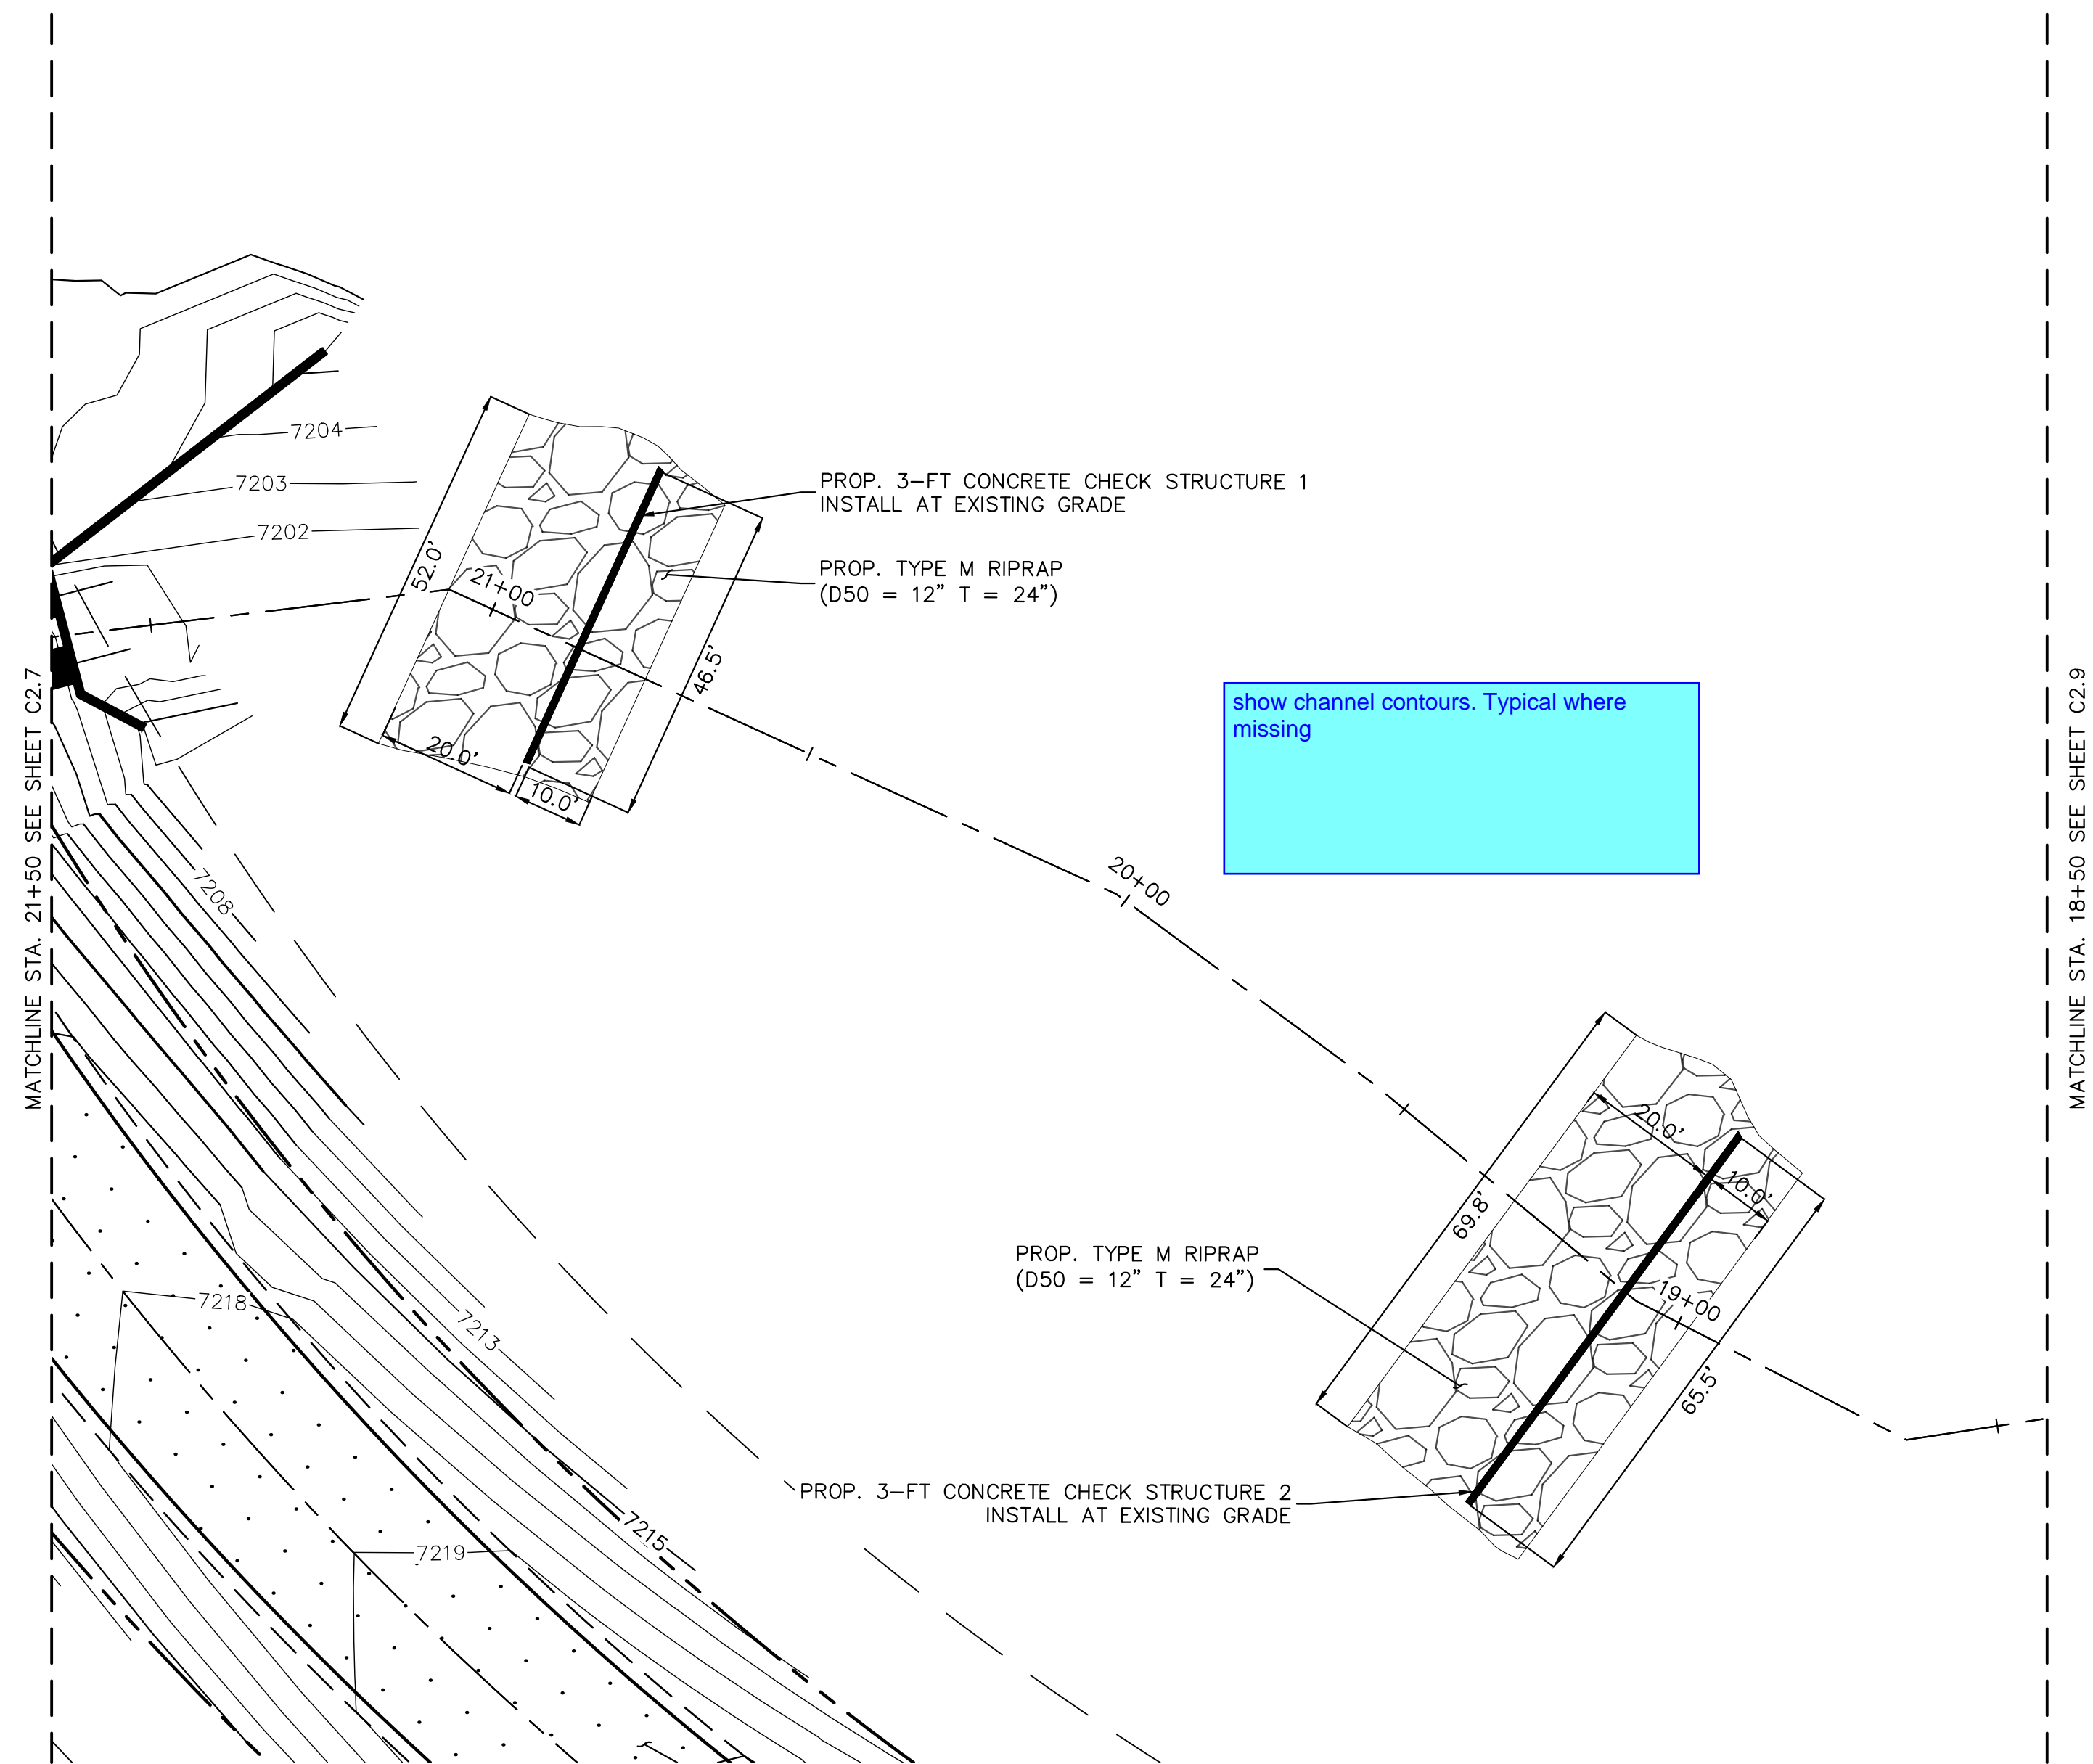 7204
7203
7202
PROP. 3-FT CONCRETE CHECK STRUCTURE 1
INSTALL AT EXISTING GRADE
PROP. TYPE M RIPRAP
(D50 = 12" T = 24")
52.0'
21+00
46.5'
20.0'
10.0'
MATCHLINE STA. 21+50 SEE SHEET C2.7
show channel contours. Typical where
missing
MATCHLINE STA. 18+50 SEE SHEET C2.9
7208
20+00
20.0'
10.0'
69.8'
PROP. TYPE M RIPRAP
(D50 = 12" T = 24")
19+00
65.5'
7218
7213
PROP. 3-FT CONCRETE CHECK STRUCTURE 2
INSTALL AT EXISTING GRADE
7215
7219